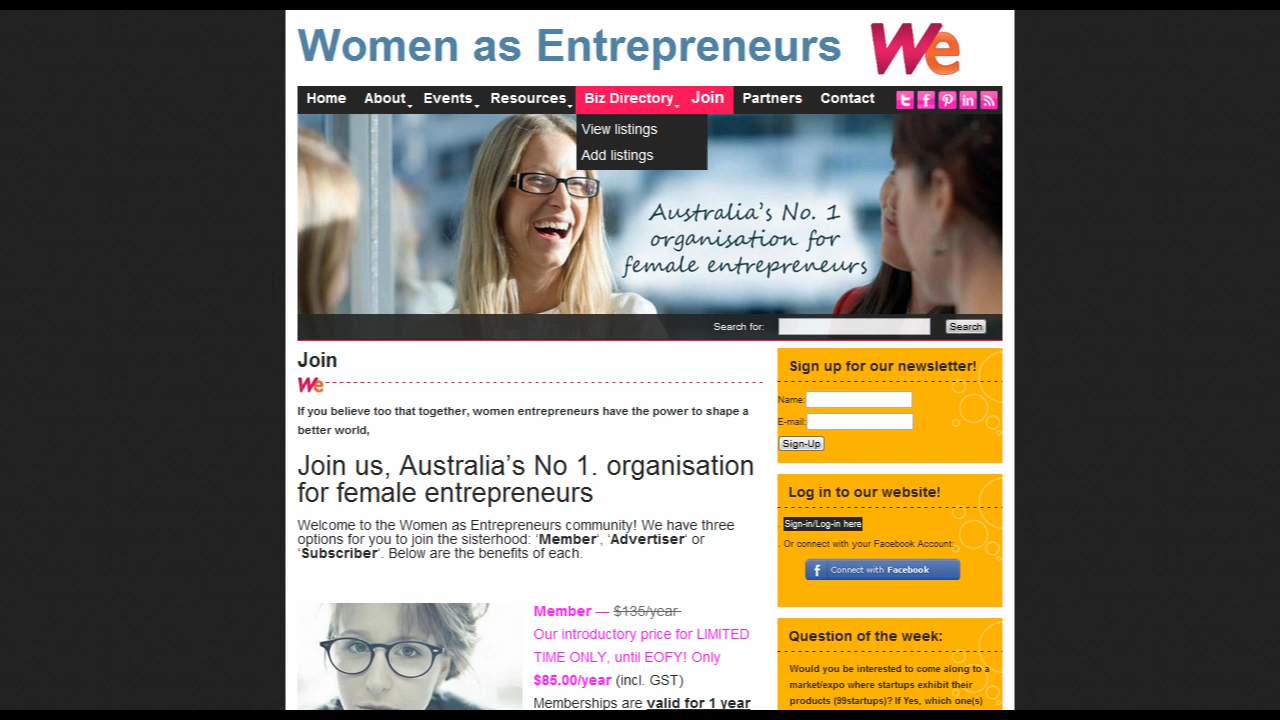 Women as Entrepreneurs We
Home About Events Resources Biz Directory Join Partners Contact
View listings
Add listings
Australia's No. 1
organisation for
female entrepreneurs
Search for: Search
Join
We
If you believe too that together, women entrepreneurs have the power to shape a
better world,
Join us, Australia's No 1. organisation
for female entrepreneurs
Welcome to the Women as Entrepreneurs community! We have three
options for you to join the sisterhood: 'Member', 'Advertiser' or
'Subscriber'. Below are the benefits of each.
Member — $135/year
Our introductory price for LIMITED
TIME ONLY, until EOFY! Only
$85.00/year (incl. GST)
Memberships are valid for 1 year
Sign up for our newsletter!
Name:
E-mail:
Sign-Up
Log in to our website!
. Sign-in/Log-in here
. Or connect with your Facebook Account:
f Connect with Facebook
Question of the week:
Would you be interested to come along to a
market/expo where startups exhibit their
products (99startups)? If Yes, which one(s)